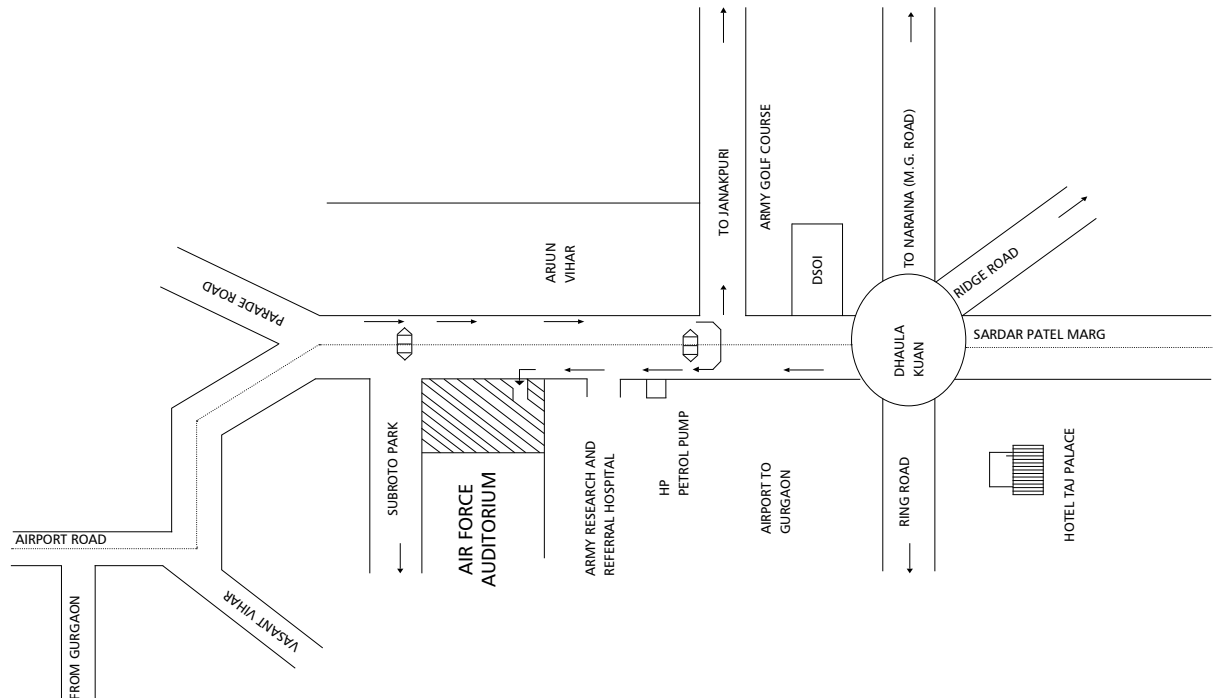 TO JANAKPURI
ARMY GOLF COURSE
TO NARAINA (M.G. ROAD)
RIDGE ROAD
DSOI
ARJUN
VIHAR
PARADE ROAD
DHAULA
KUAN
SARDAR PATEL MARG
SUBROTO PARK
AIR FORCE
AUDITORIUM
ARMY RESEARCH AND
REFERRAL HOSPITAL
HP
PETROL PUMP
AIRPORT TO
GURGAON
RING ROAD
HOTEL TAJ PALACE
AIRPORT ROAD
VASANT VIHAR
FROM GURGAON